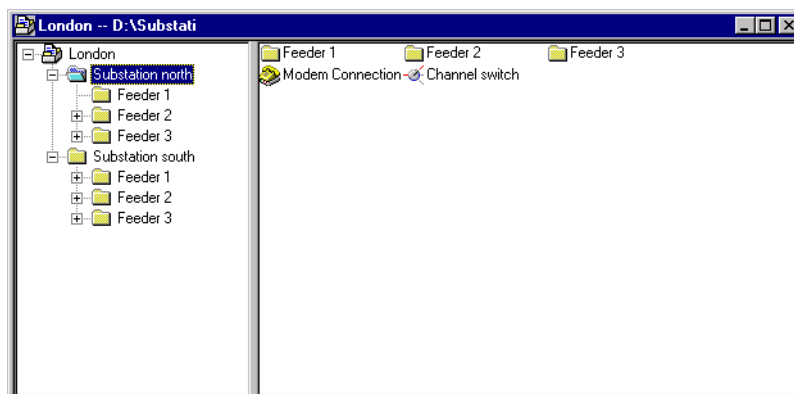 London -- D:\Substati
London
Substation north
Feeder 1
Feeder 2
Feeder 3
Substation south
Feeder 1
Feeder 2
Feeder 3
Feeder 1 Feeder 2 Feeder 3
Modem Connection Channel switch